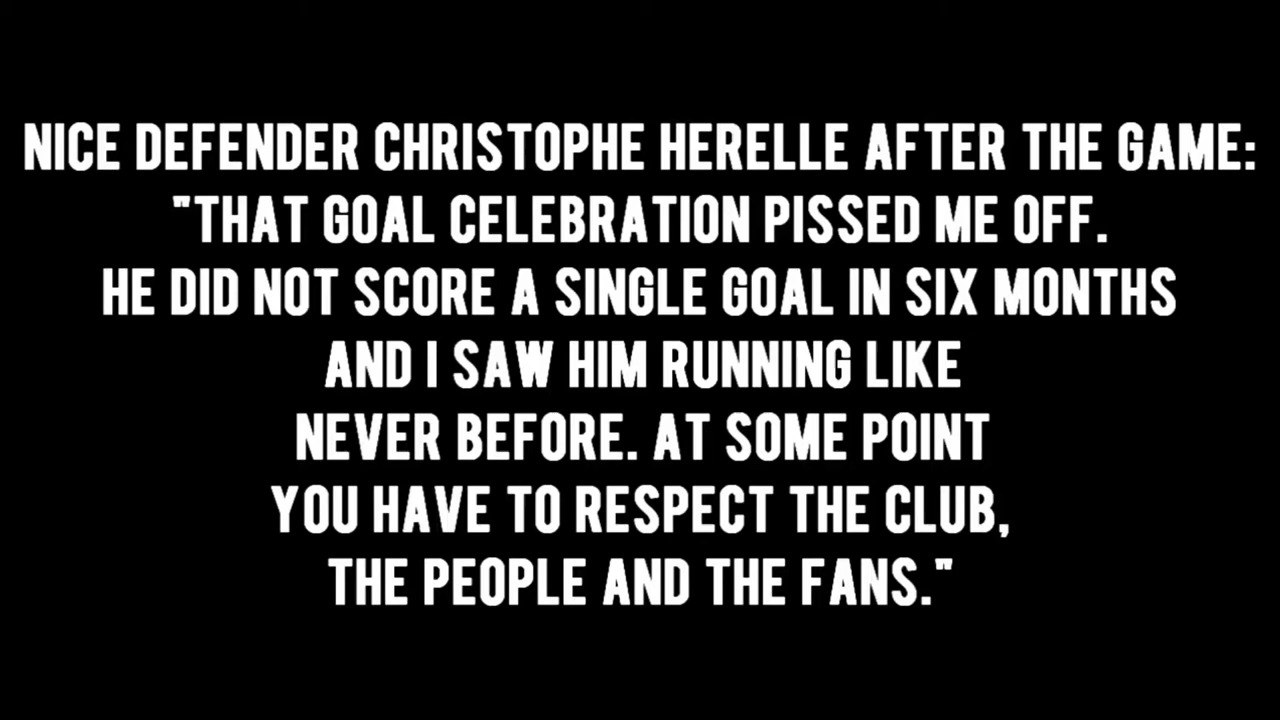 NICE DEFENDER CHRISTOPHE HERELLE AFTER THE GAME:
"THAT GOAL CELEBRATION PISSED ME OFF.
HE DID NOT SCORE A SINGLE GOAL IN SIX MONTHS
AND I SAW HIM RUNNING LIKE
NEVER BEFORE. AT SOME POINT
YOU HAVE TO RESPECT THE CLUB,
THE PEOPLE AND THE FANS."